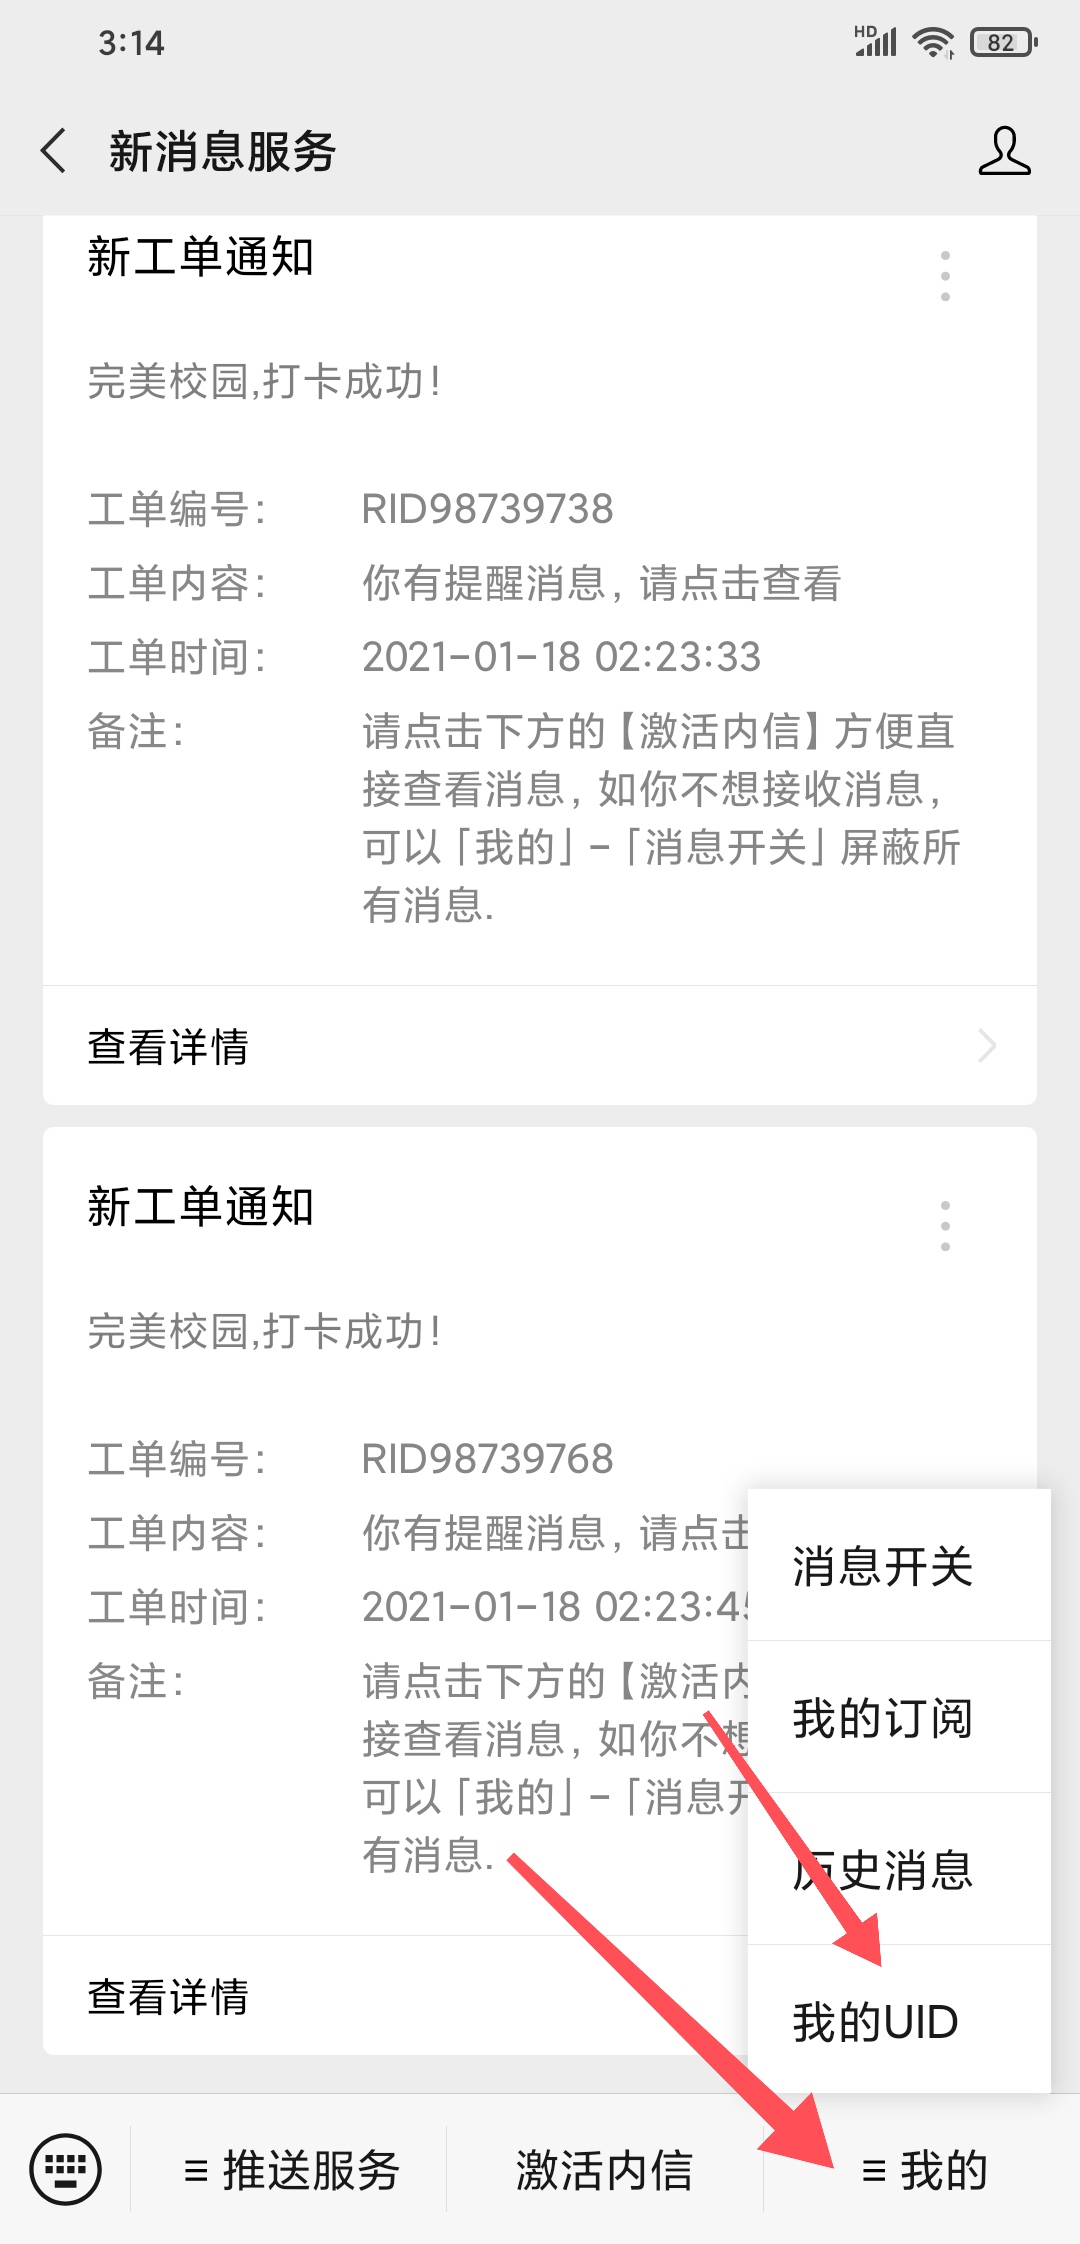 3:14
HD
82
新消息服务
新工单通知
完美校园,打卡成功!
工单编号: RID98739738
工单内容: 你有提醒消息, 请点击查看
工单时间: 2021-01-18 02:23:33
备注: 请点击下方的【激活内信】方便直
接查看消息, 如你不想接收消息,
可以「我的」-「消息开关」屏蔽所
有消息.
查看详情
新工单通知
完美校园,打卡成功!
工单编号: RID98739768
工单内容: 你有提醒消息, 请点击
工单时间: 2021-01-18 02:23:45
备注: 请点击下方的【激活内
接查看消息, 如你不想
可以「我的」-「消息开
有消息.
查看详情
消息开关
我的订阅
历史消息
我的UID
推送服务
激活内信
我的